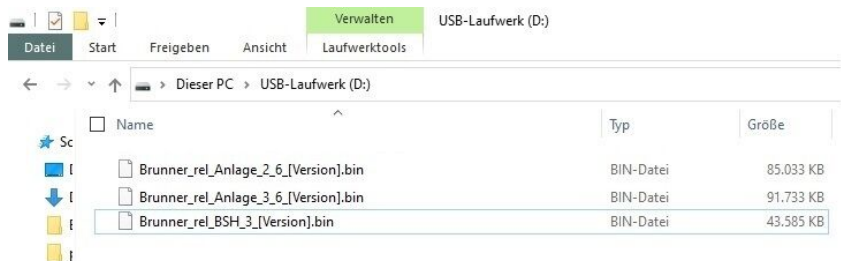 Verwalten USB-Laufwerk (D:)
Datei Start Freigeben Ansicht Laufwerktools
Dieser PC > USB-Laufwerk (D:)
Name Typ Größe
Sc
Brunner_rel_Anlage_2_6_[Version].bin BIN-Datei 85.033 KB
Brunner_rel_Anlage_3_6_[Version].bin BIN-Datei 91.733 KB
Brunner_rel_BSH_3_[Version].bin BIN-Datei 43.585 KB